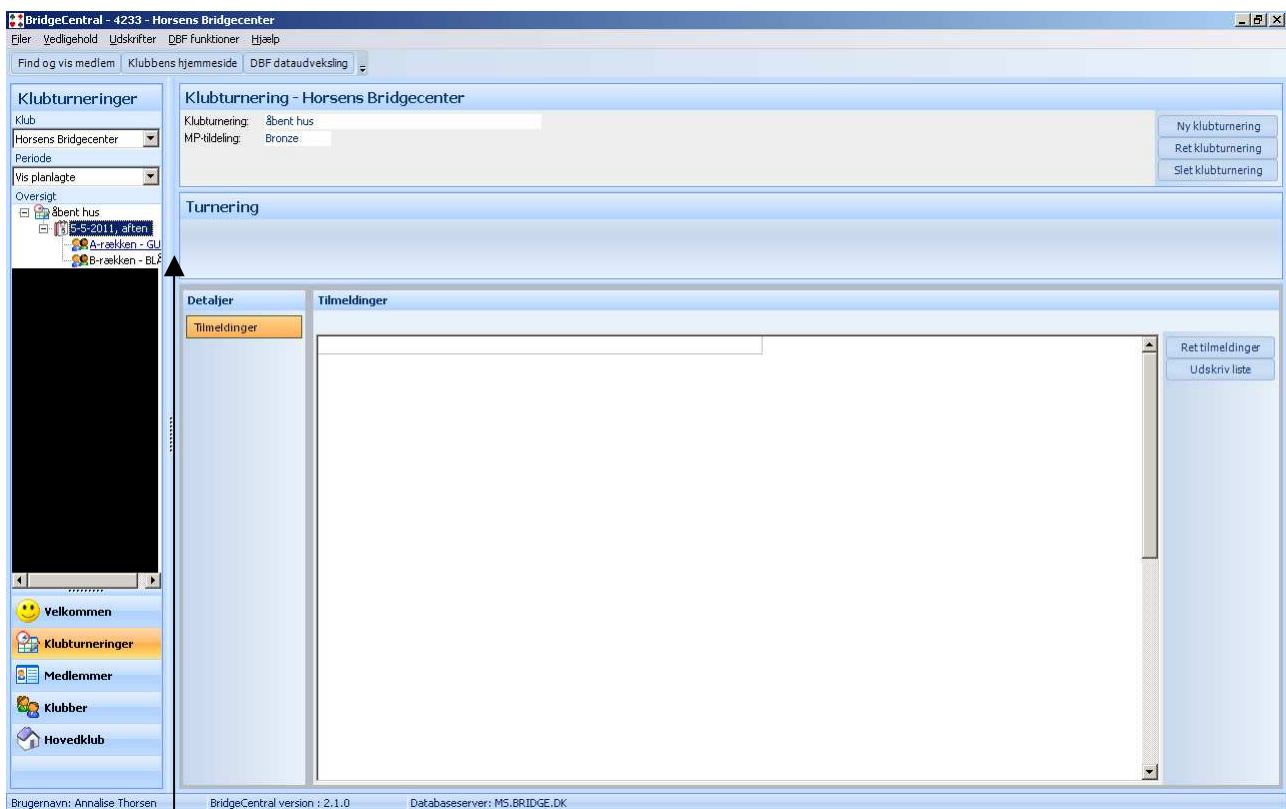 BridgeCentral - 4233 - Horsens Bridgecenter
Filer Vedligehold Udskrifter DBF funktioner Hjælp
Find og vis medlem Klubbens hjemmeside DBF dataudveksling
Klubturneringer
Klub
Horsens Bridgecenter
Periode
Vis planlagte
Oversigt
åbent hus
5-5-2011, aften
A-rækken - GU
B-rækken - BLÅ
Velkommen
Klubturneringer
Medlemmer
Klubber
Hovedklub
Klubturnering - Horsens Bridgecenter
Klubturnering: åbent hus
MP-tildeling: Bronze
Ny klubturnering
Ret klubturnering
Slet klubturnering
Turnering
Detaljer
Tilmeldinger
Tilmeldinger
Ret tilmeldinger
Udskriv liste
Brugernavn: Annalise Thorsen BridgeCentral version : 2.1.0 Databaseserver: MS.BRIDGE.DK